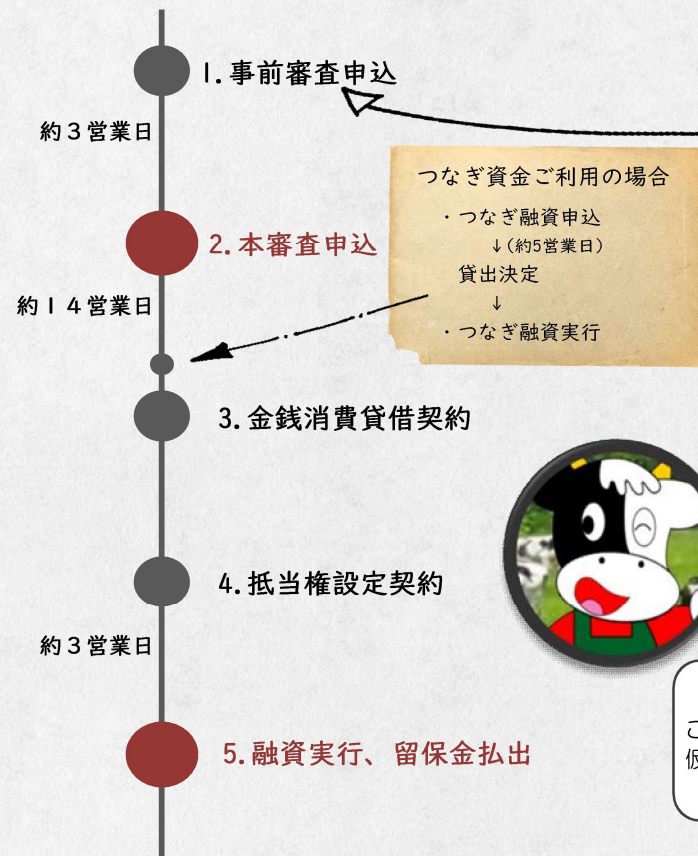 1.事前審査申込
約3営業日
つなぎ資金ご利用の場合
・つなぎ融資申込
↓(約5営業日)
貸出決定
↓
・つなぎ融資実行
2.本審査申込
約14営業日
3.金銭消費貸借契約
4.抵当権設定契約
約3営業日
5.融資実行、留保金払出